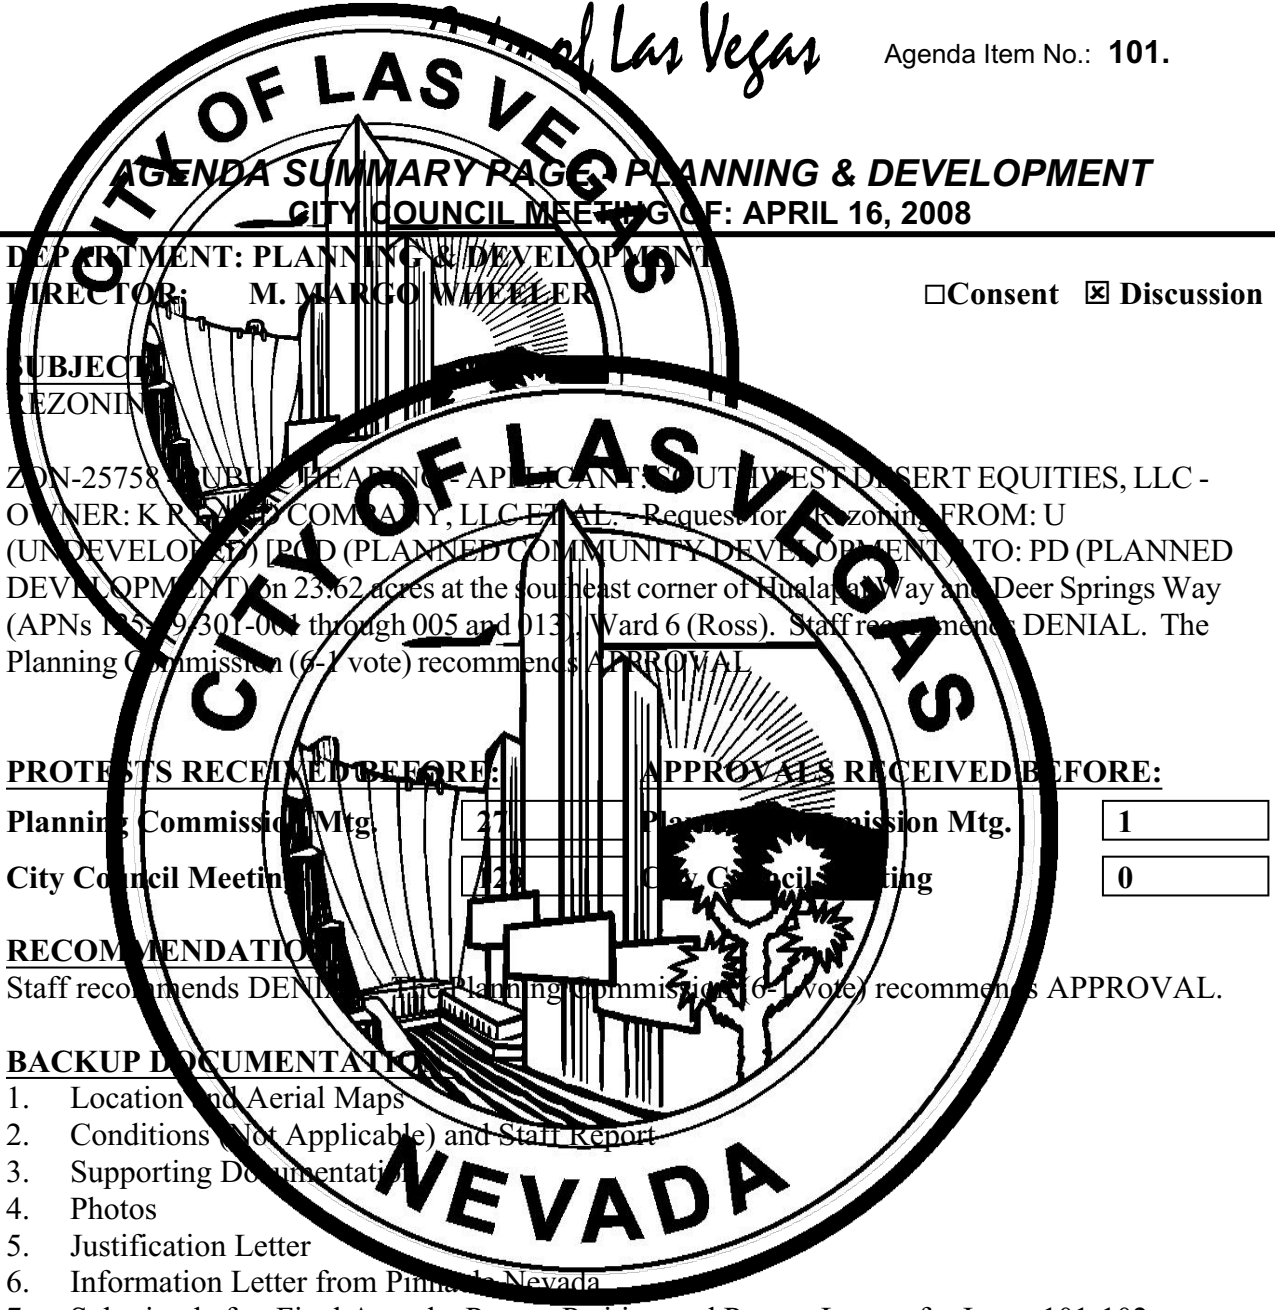 City of Las Vegas
Agenda Item No.: 101.
AGENDA SUMMARY PAGE - PLANNING & DEVELOPMENT
CITY COUNCIL MEETING OF: APRIL 16, 2008
DEPARTMENT: PLANNING & DEVELOPMENT
DIRECTOR: M. MARGO WHEELER
☐Consent ☒ Discussion
SUBJECT:
REZONING
ZON-25758 - PUBLIC HEARING - APPLICANT: SOUTHWEST DESERT EQUITIES, LLC -
OWNER: K R LAND COMPANY, LLC ET AL. - Request for a Rezoning FROM: U
(UNDEVELOPED) [PCD (PLANNED COMMUNITY DEVELOPMENT)] TO: PD (PLANNED
DEVELOPMENT) on 23.62 acres at the southeast corner of Hualapai Way and Deer Springs Way
(APNs 125-19-301-001 through 005 and 013), Ward 6 (Ross). Staff recommends DENIAL. The
Planning Commission (6-1 vote) recommends APPROVAL
PROTESTS RECEIVED BEFORE: APPROVALS RECEIVED BEFORE:
Planning Commission Mtg. 27 Planning Commission Mtg. 1
City Council Meeting 128 City Council Meeting 0
RECOMMENDATION:
Staff recommends DENIAL. The Planning Commission (6-1 vote) recommends APPROVAL.
BACKUP DOCUMENTATION:
1. Location and Aerial Maps
2. Conditions (Not Applicable) and Staff Report
3. Supporting Documentation
4. Photos
5. Justification Letter
6. Information Letter from Pinnacle Nevada
CITY OF LAS VEGAS
CITY OF LAS VEGAS
NEVADA